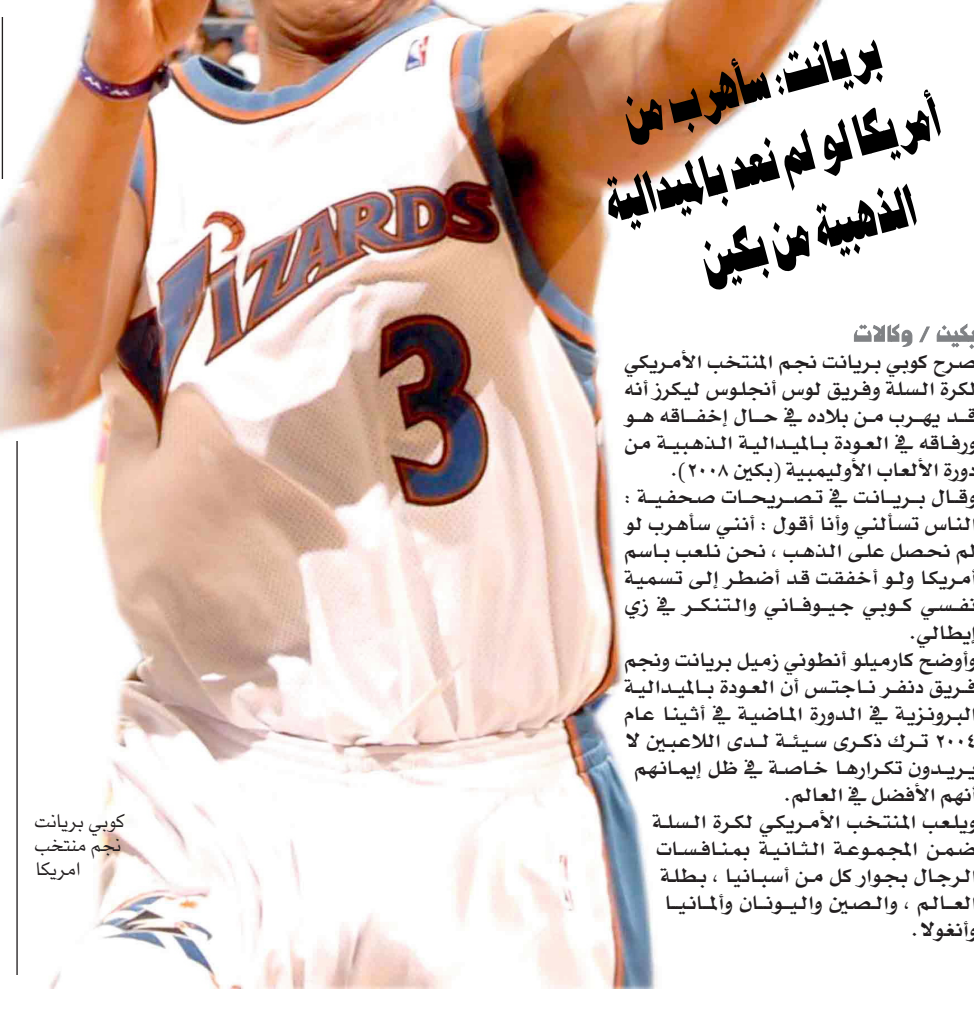 بريانت: سأهرب من
أمريكا لو لم نعد بالميدالية
الذهبية من بكين
بكين / وكالات
صرح كوبي بريانت نجم المنتخب الأمريكي
لكرة السلة وفريق لوس أنجلوس ليكرز أنه
قد يهرب من بلاده في حال إخفاقه هو
ورفاقه في العودة بالميدالية الذهبية من
دورة الألعاب الأوليمبية (بكين ٢٠٠٨).
وقال بريانت في تصريحات صحفية :
الناس تسألني وأنا أقول : أنني سأهرب لو
لم نحصل على الذهب ، نحن نلعب باسم
أمريكا ولو أخفقت قد أضطر إلى تسمية
نفسي كوبي جيوفاني والتنكر في زي
إيطالي.
وأوضح كارميلو أنطوني زميل بريانت ونجم
فريق دنفر ناجتس أن العودة بالميدالية
البرونزية في الدورة الماضية في أثينا عام
٢٠٠٤ ترك ذكرى سيئة لدى اللاعبين لا
يريدون تكرارها خاصة في ظل إيمانهم
أنهم الأفضل في العالم.
ويلعب المنتخب الأمريكي لكرة السلة
ضمن المجموعة الثانية بمنافسات
الرجال بجوار كل من أسبانيا ، بطلة
العالم ، والصين واليونان وألمانيا
وأنغولا .
WIZARDS
3
كوبي بريانت
نجم منتخب
امريكا